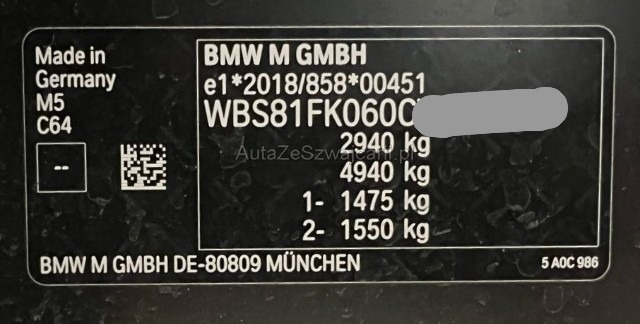 Made in
Germany
M5
C64
--
BMW M GMBH
e1*2018/858*00451
WBS81FK060C
2940 kg
AutaZeSzwajcarii.pl
4940 kg
1- 1475 kg
2- 1550 kg
BMW M GMBH DE-80809 MÜNCHEN
5 A0C 986